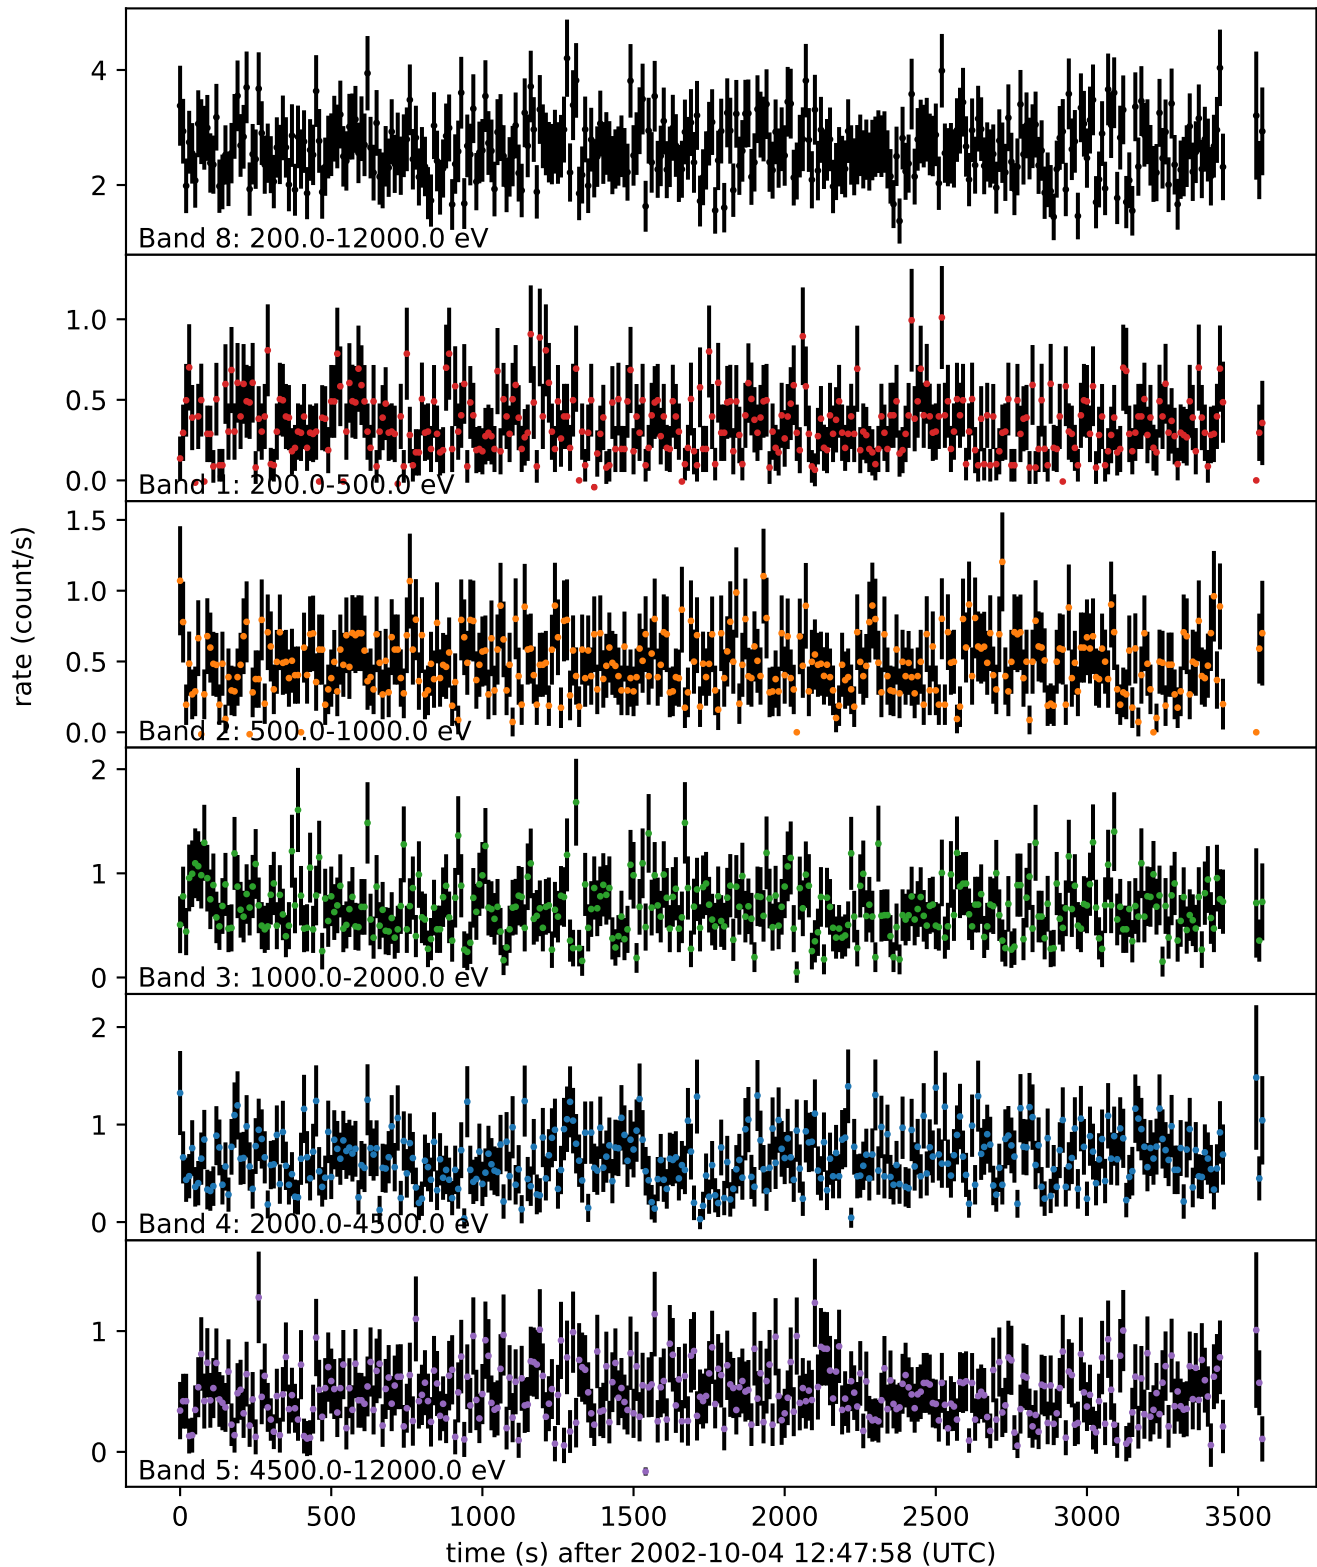 4
2
Band 8: 200.0-12000.0 eV
1.0
0.5
0.0
Band 1: 200.0-500.0 eV
1.5
1.0
0.5
0.0
Band 2: 500.0-1000.0 eV
rate (count/s)
2
1
0
Band 3: 1000.0-2000.0 eV
2
1
0
Band 4: 2000.0-4500.0 eV
1
0
Band 5: 4500.0-12000.0 eV
0 500 1000 1500 2000 2500 3000 3500
time (s) after 2002-10-04 12:47:58 (UTC)